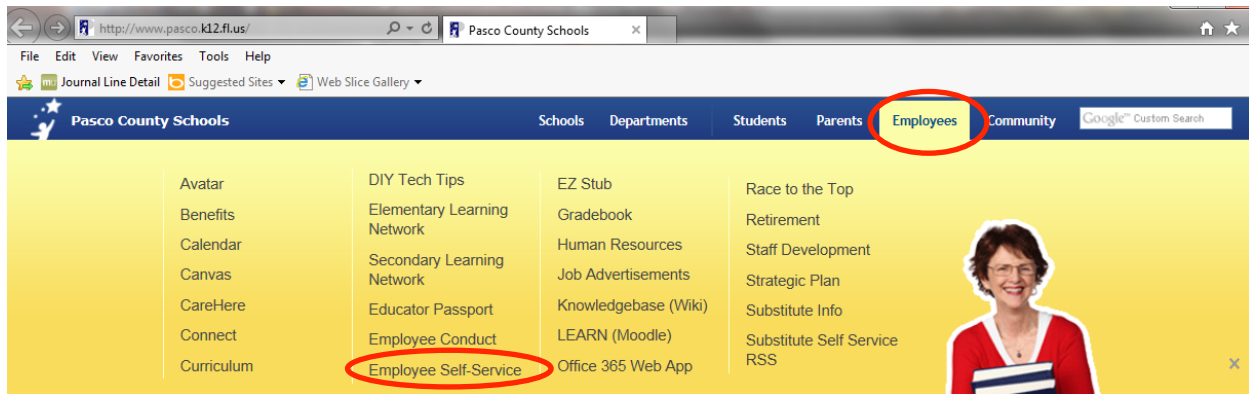 http://www.pasco.k12.fl.us/
Pasco County Schools
File Edit View Favorites Tools Help
Journal Line Detail Suggested Sites Web Slice Gallery
Pasco County Schools Schools Departments Students Parents Employees Community Google™ Custom Search
Avatar
Benefits
Calendar
Canvas
CareHere
Connect
Curriculum
DIY Tech Tips
Elementary Learning
Network
Secondary Learning
Network
Educator Passport
Employee Conduct
Employee Self-Service
EZ Stub
Gradebook
Human Resources
Job Advertisements
Knowledgebase (Wiki)
LEARN (Moodle)
Office 365 Web App
Race to the Top
Retirement
Staff Development
Strategic Plan
Substitute Info
Substitute Self Service
RSS